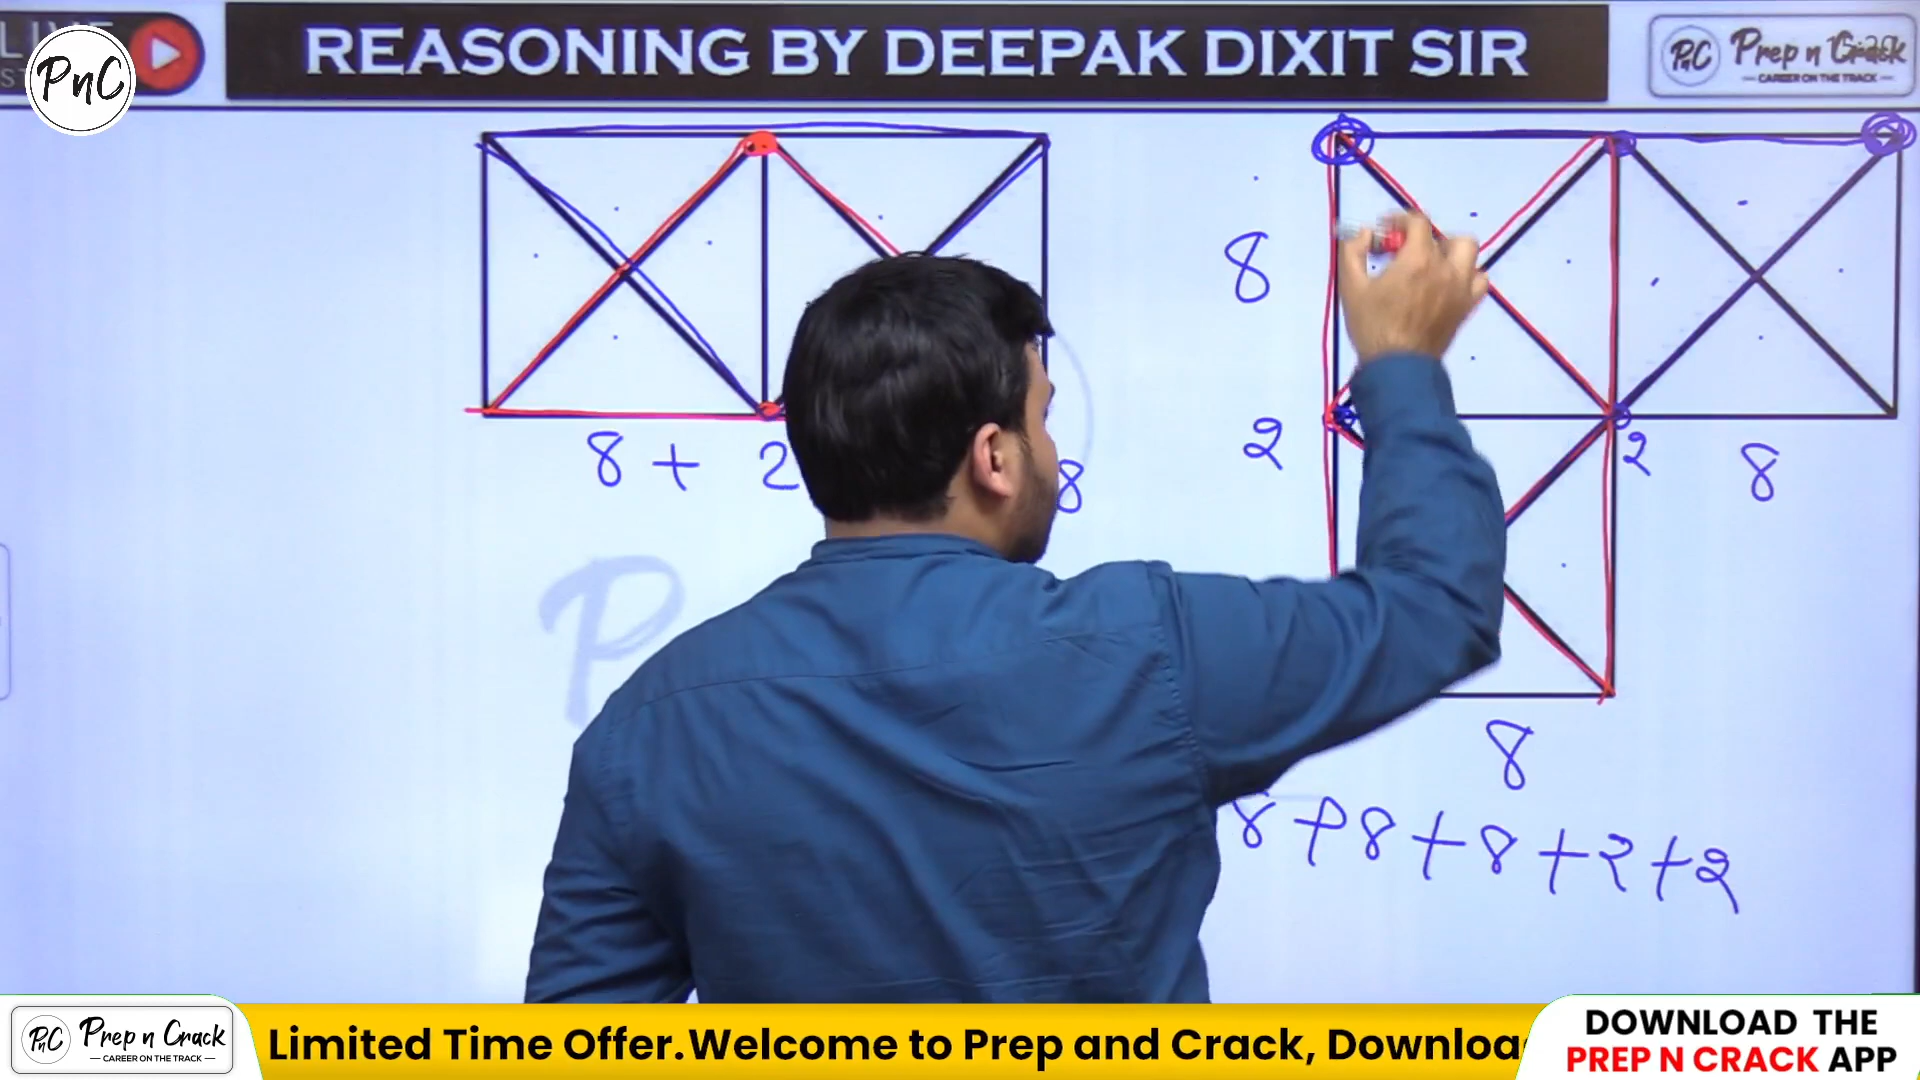 LIVE
PnC
REASONING BY DEEPAK DIXIT SIR
PnC Prep n Crack
CAREER ON THE TRACK
8
2
8 + 2
8
2
8
P
8
8 + 8 + 8 + 2 + 2
PnC Prep n Crack
CAREER ON THE TRACK
Limited Time Offer. Welcome to Prep and Crack, Downloa
DOWNLOAD THE
PREP N CRACK APP